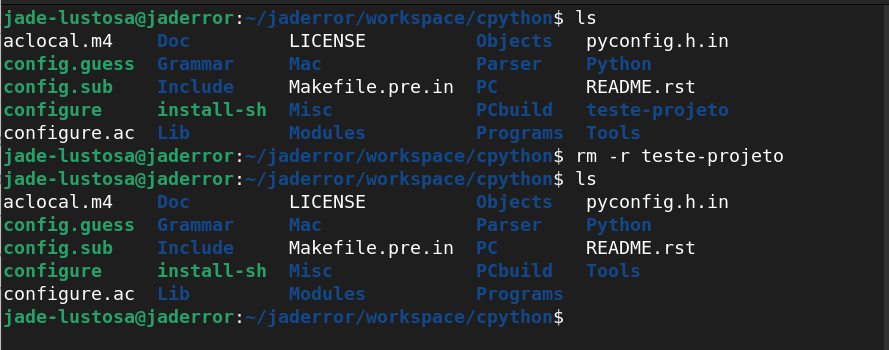 jade-lustosa@jaderror:~/jaderror/workspace/cpython$ ls
aclocal.m4    Doc         LICENSE         Objects   pyconfig.h.in
config.guess  Grammar     Mac             Parser    Python
config.sub    Include     Makefile.pre.in PC        README.rst
configure     install-sh  Misc            PCbuild   teste-projeto
configure.ac  Lib         Modules         Programs  Tools
jade-lustosa@jaderror:~/jaderror/workspace/cpython$ rm -r teste-projeto
jade-lustosa@jaderror:~/jaderror/workspace/cpython$ ls
aclocal.m4    Doc         LICENSE         Objects   pyconfig.h.in
config.guess  Grammar     Mac             Parser    Python
config.sub    Include     Makefile.pre.in PC        README.rst
configure     install-sh  Misc            PCbuild   Tools
configure.ac  Lib         Modules         Programs
jade-lustosa@jaderror:~/jaderror/workspace/cpython$